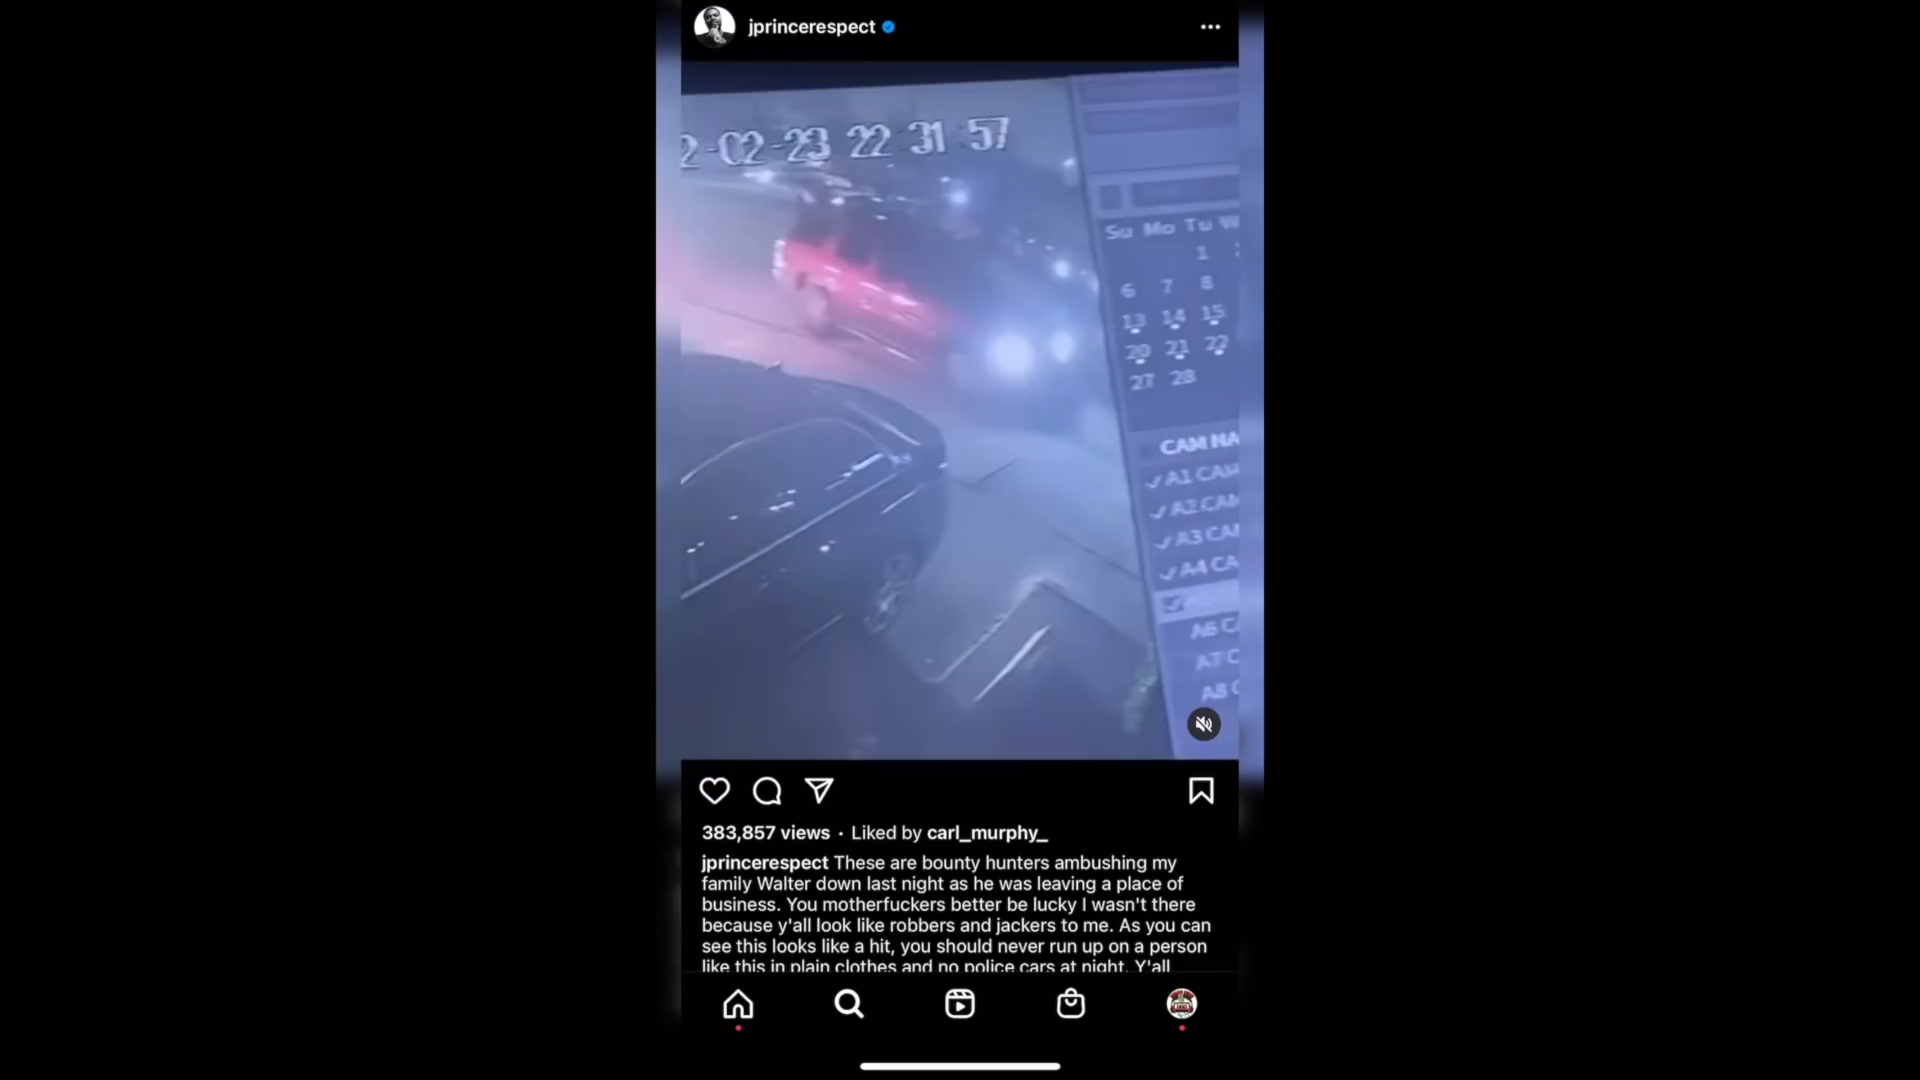 jprincerespect
2-02-23 22:31:57
Su Mo Tu
1
6 7 8
13 14 15
20 21 22
27 28
CAM NA
A1 CAM
A2 CAM
A3 CA
A4 CA
A6 C
A7 C
A8 C
383,857 views · Liked by carl_murphy_
jprincerespect These are bounty hunters ambushing my
family Walter down last night as he was leaving a place of
business. You motherfuckers better be lucky I wasn't there
because y'all look like robbers and jackers to me. As you can
see this looks like a hit, you should never run up on a person
like this in plain clothes and no police cars at night. Y'all